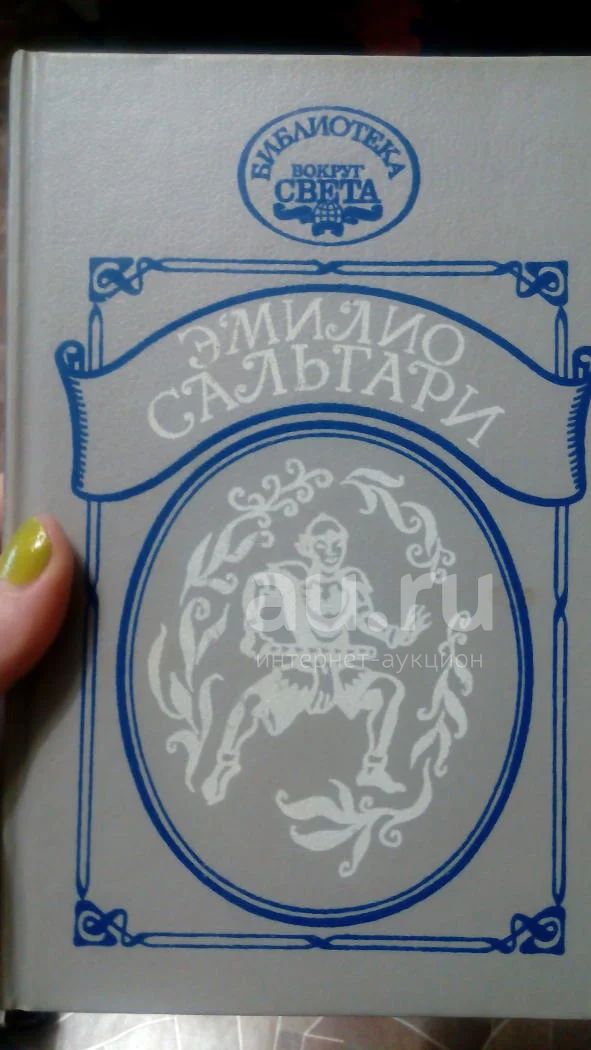 БИБЛИОТЕКА
ВОКРУГ
СВЕТА
ЭМИЛИО
САЛЬГАРИ
au.ru
интернет-аукцион